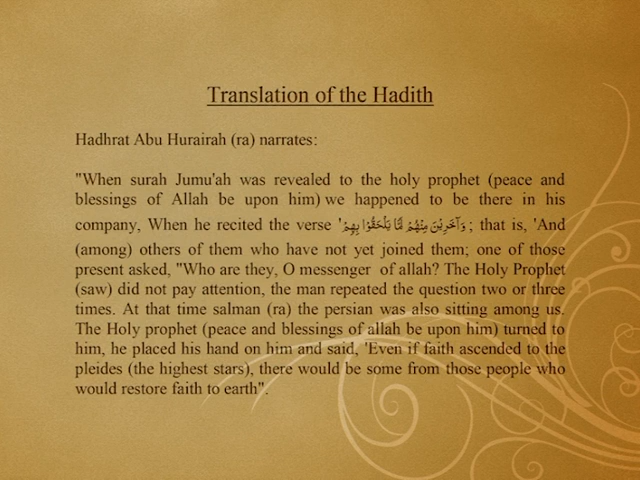 Translation of the Hadith
Hadhrat Abu Hurairah (ra) narrates:
"When surah Jumu'ah was revealed to the holy prophet (peace and
blessings of Allah be upon him) we happened to be there in his
company, When he recited the verse 'وَآخَرِيْنَ مِنْهُمْ لَمَّا يَلْحَقُوْا بِهِمْ ; that is, 'And
(among) others of them who have not yet joined them; one of those
present asked, "Who are they, O messenger of allah? The Holy Prophet
(saw) did not pay attention, the man repeated the question two or three
times. At that time salman (ra) the persian was also sitting among us.
The Holy prophet (peace and blessings of allah be upon him) turned to
him, he placed his hand on him and said, 'Even if faith ascended to the
pleides (the highest stars), there would be some from those people who
would restore faith to earth".